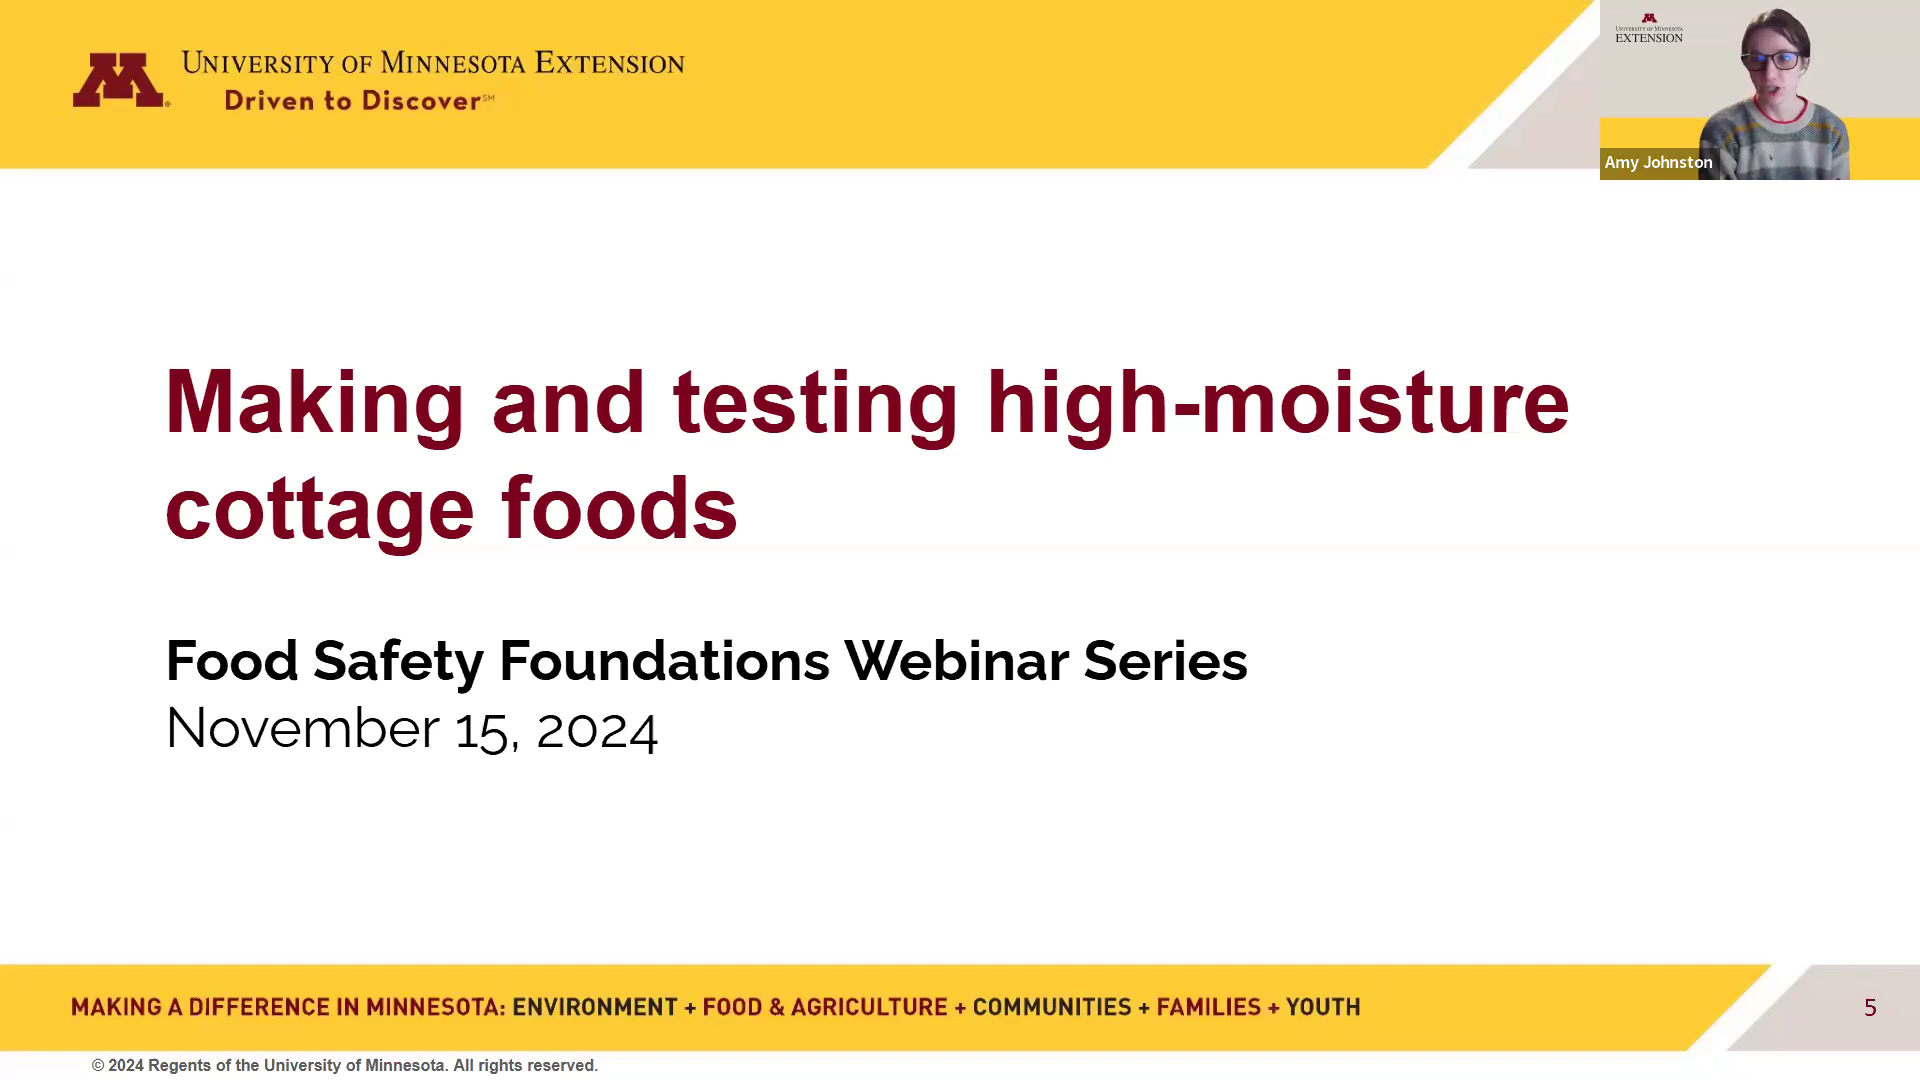 University of Minnesota Extension
Driven to Discover℠
UNIVERSITY OF MINNESOTA
EXTENSION
Amy Johnston
Making and testing high-moisture
cottage foods
Food Safety Foundations Webinar Series
November 15, 2024
MAKING A DIFFERENCE IN MINNESOTA: ENVIRONMENT + FOOD & AGRICULTURE + COMMUNITIES + FAMILIES + YOUTH
5
© 2024 Regents of the University of Minnesota. All rights reserved.